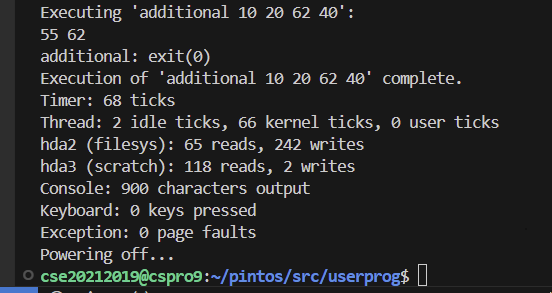 Executing 'additional 10 20 62 40':
55 62
additional: exit(0)
Execution of 'additional 10 20 62 40' complete.
Timer: 68 ticks
Thread: 2 idle ticks, 66 kernel ticks, 0 user ticks
hda2 (filesys): 65 reads, 242 writes
hda3 (scratch): 118 reads, 2 writes
Console: 900 characters output
Keyboard: 0 keys pressed
Exception: 0 page faults
Powering off...
cse20212019@cspro9:~/pintos/src/userprog$